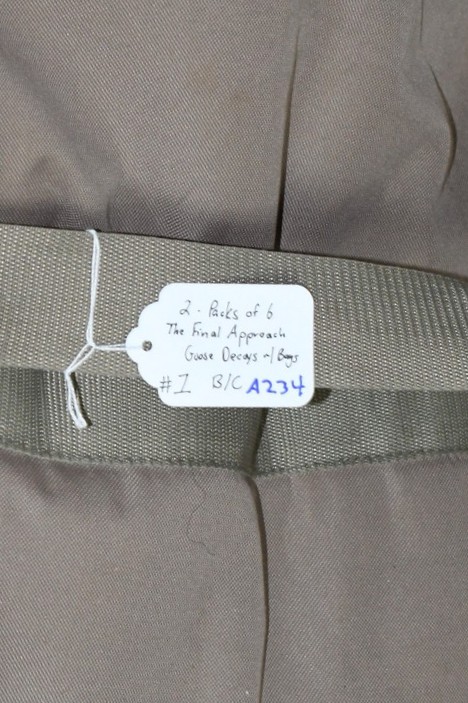 2 - Packs of 6
The Final Approach
Goose Decoys w/ Bags
#1 B/C A234